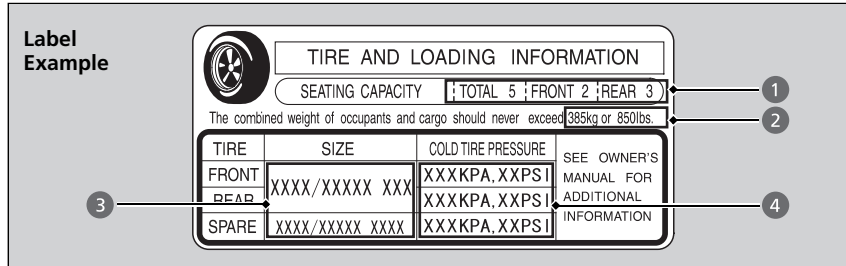 Label
Example
TIRE AND LOADING INFORMATION
SEATING CAPACITY TOTAL 5 FRONT 2 REAR 3
1
The combined weight of occupants and cargo should never exceed 385kg or 850lbs.
2
TIRE SIZE COLD TIRE PRESSURE
SEE OWNER'S
MANUAL FOR
ADDITIONAL
INFORMATION
FRONT XXXX/XXXXX XXX XXXKPA,XXPSI
REAR XXXKPA,XXPSI
3
4
SPARE XXXX/XXXXX XXXX XXXKPA,XXPSI